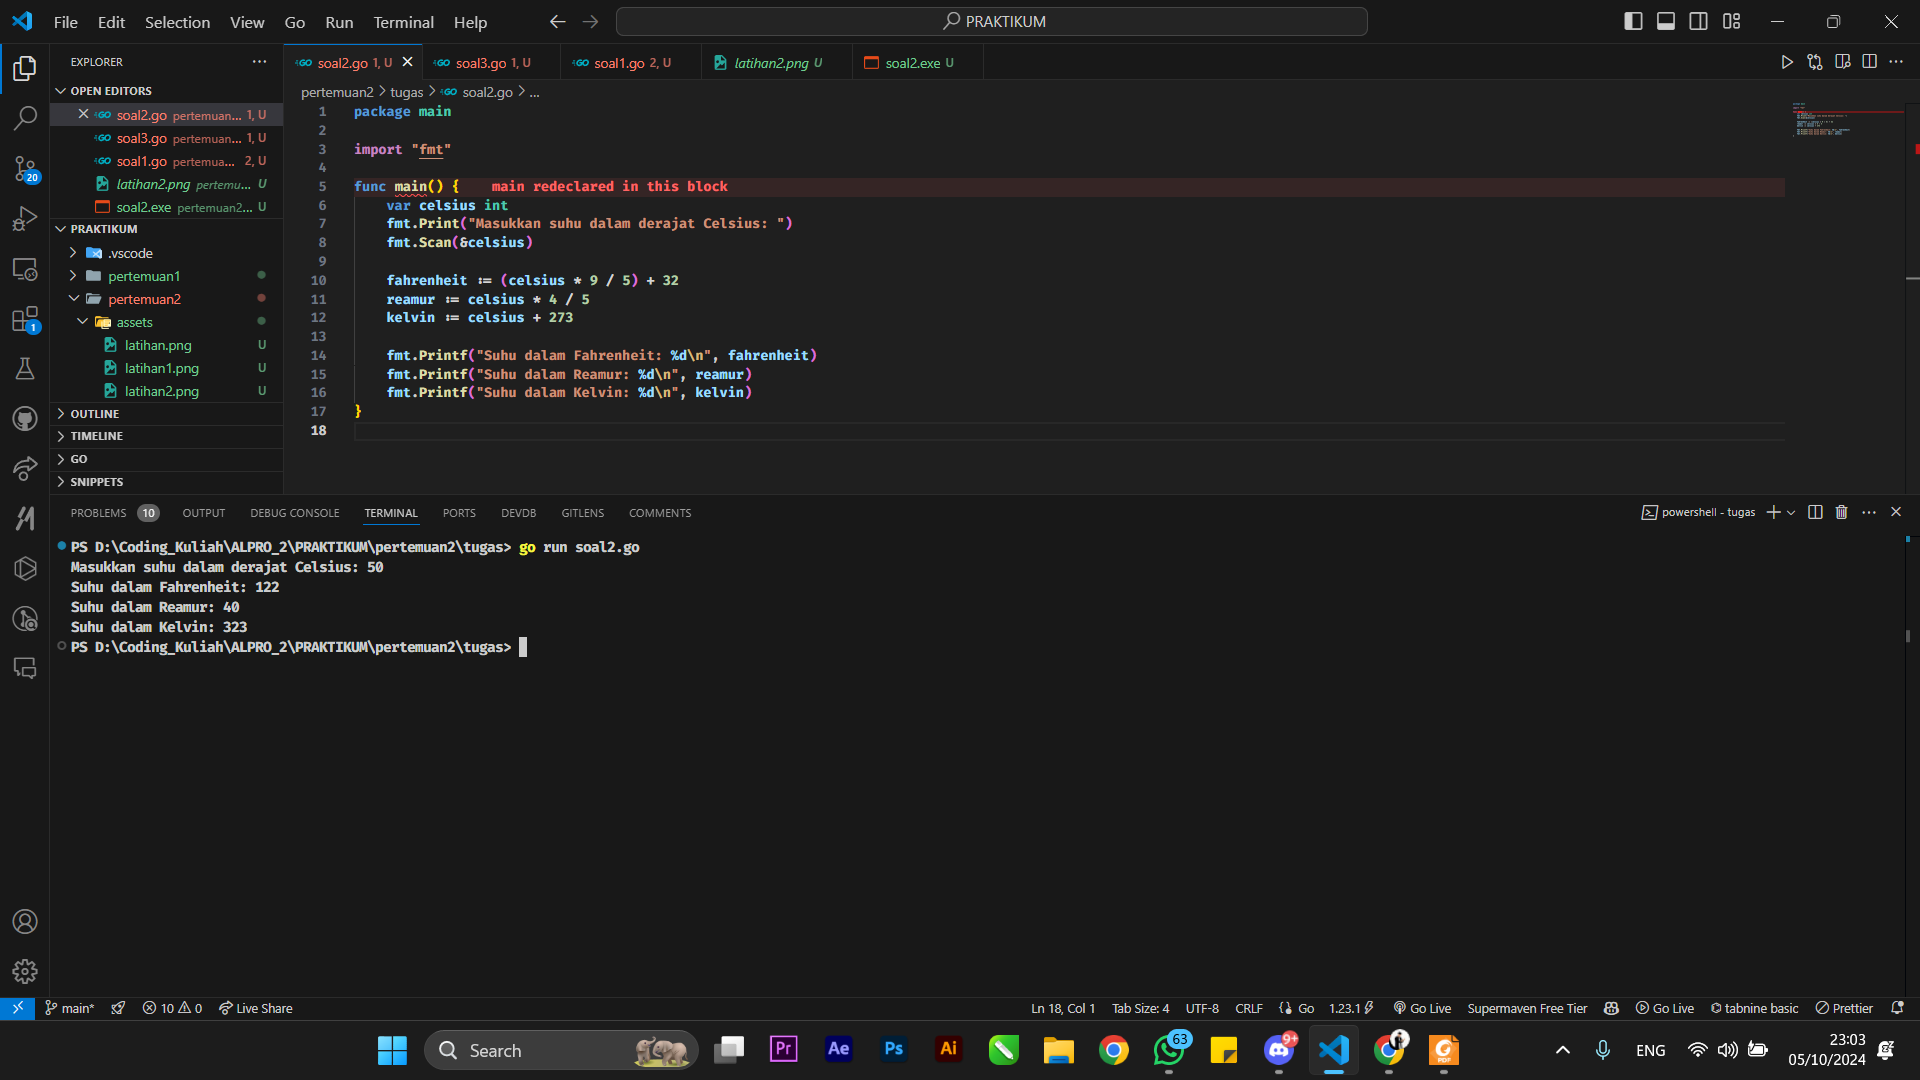 File Edit Selection View Go Run Terminal Help
PRAKTIKUM
EXPLORER
OPEN EDITORS
soal2.go pertemuan... 1, U
soal3.go pertemuan... 1, U
soal1.go pertemua... 2, U
latihan2.png pertemu... U
soal2.exe pertemuan2... U
PRAKTIKUM
.vscode
pertemuan1
pertemuan2
assets
latihan.png U
latihan1.png U
latihan2.png U
OUTLINE
TIMELINE
GO
SNIPPETS
20
1
soal2.go 1, U soal3.go 1, U soal1.go 2, U latihan2.png U soal2.exe U
pertemuan2 > tugas > soal2.go > ...
1 package main
2
3 import "fmt"
4
5 func main() { main redeclared in this block
6 var celsius int
7 fmt.Print("Masukkan suhu dalam derajat Celsius: ")
8 fmt.Scan(&celsius)
9
10 fahrenheit := (celsius * 9 / 5) + 32
11 reamur := celsius * 4 / 5
12 kelvin := celsius + 273
13
14 fmt.Printf("Suhu dalam Fahrenheit: %d\n", fahrenheit)
15 fmt.Printf("Suhu dalam Reamur: %d\n", reamur)
16 fmt.Printf("Suhu dalam Kelvin: %d\n", kelvin)
17 }
18
PROBLEMS 10 OUTPUT DEBUG CONSOLE TERMINAL PORTS DEVDB GITLENS COMMENTS
powershell - tugas
PS D:\Coding_Kuliah\ALPRO_2\PRAKTIKUM\pertemuan2\tugas> go run soal2.go
Masukkan suhu dalam derajat Celsius: 50
Suhu dalam Fahrenheit: 122
Suhu dalam Reamur: 40
Suhu dalam Kelvin: 323
PS D:\Coding_Kuliah\ALPRO_2\PRAKTIKUM\pertemuan2\tugas>
main* 10 0 Live Share
Ln 18, Col 1 Tab Size: 4 UTF-8 CRLF Go 1.23.1 Go Live Supermaven Free Tier Go Live tabnine basic Prettier
Search
Pr Ae Ps Ai 63 9+ PDF
ENG
23:03
05/10/2024